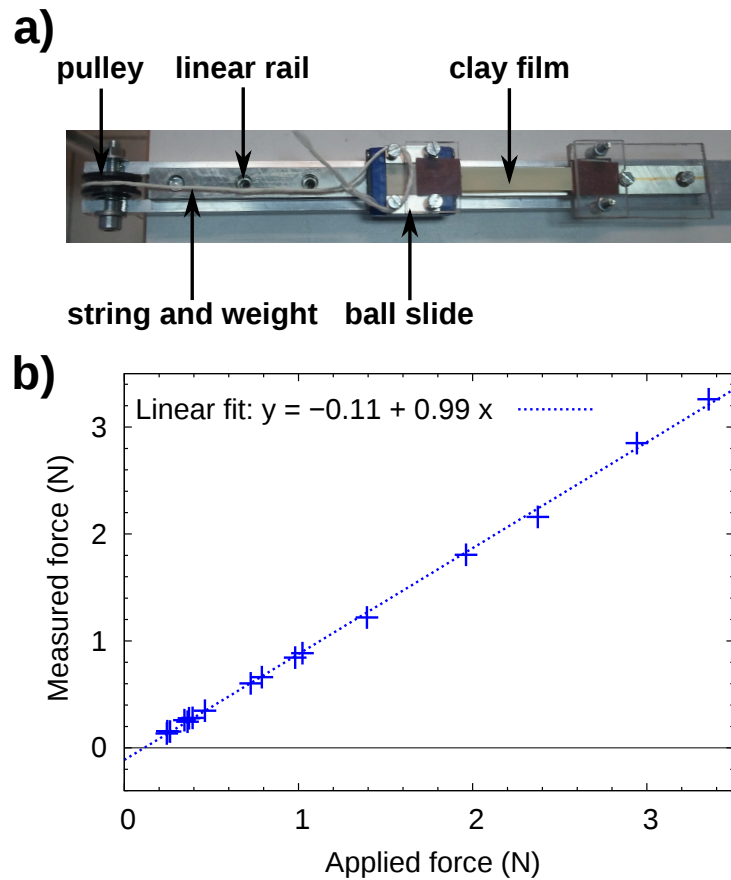 a)
pulley linear rail clay film
string and weight ball slide
b)
Linear fit: y = −0.11 + 0.99 x
Measured force (N)
3
2
1
0
0 1 2 3
Applied force (N)